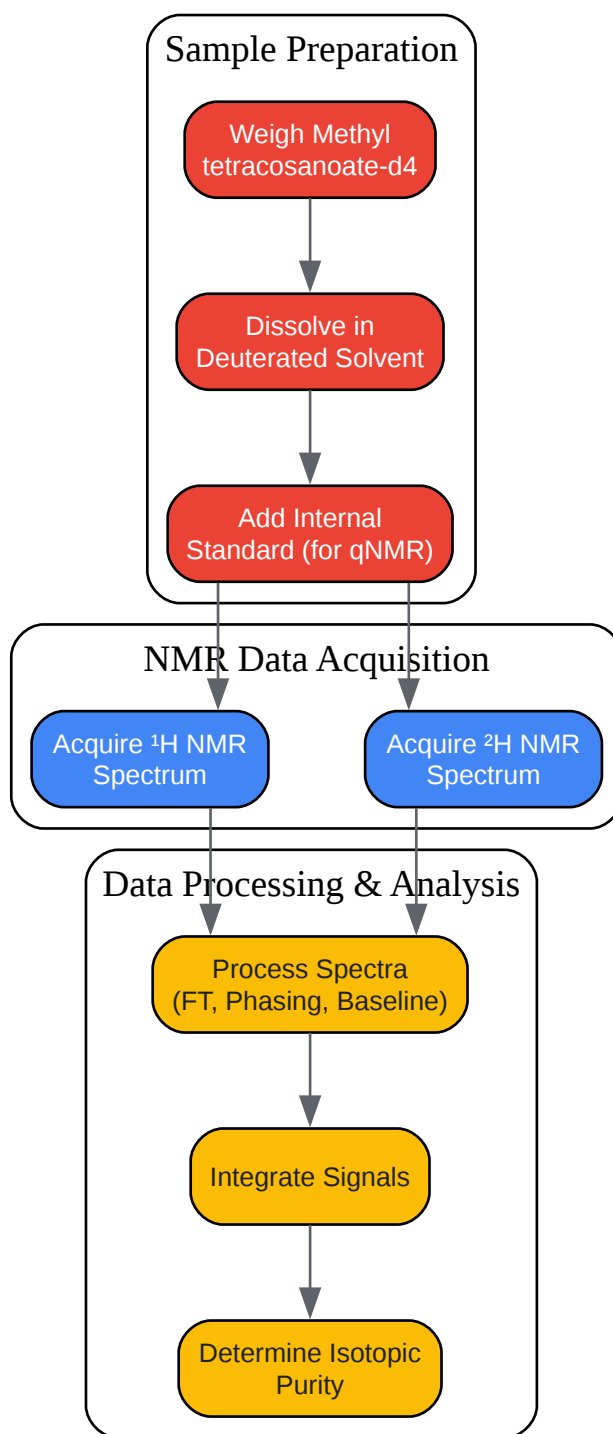 Sample Preparation
Weigh Methyl
tetracosanoate-d4
Dissolve in
Deuterated Solvent
Add Internal
Standard (for qNMR)
NMR Data Acquisition
Acquire ¹H NMR
Spectrum
Acquire ²H NMR
Spectrum
Data Processing & Analysis
Process Spectra
(FT, Phasing, Baseline)
Integrate Signals
Determine Isotopic
Purity